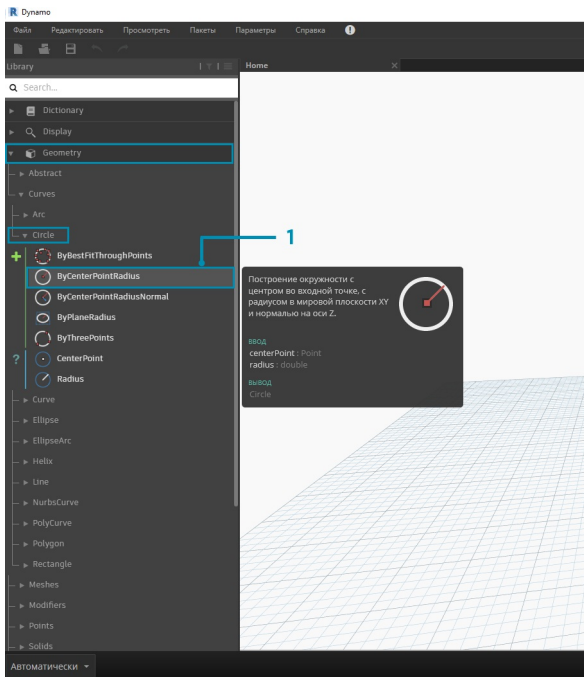 R Dynamo
Файл Редактировать Просмотреть Пакеты Параметры Справка !
Library
Home
Search...
Dictionary
Display
Geometry
Abstract
Curves
Arc
Circle
1
ByBestFitThroughPoints
ByCenterPointRadius
ByCenterPointRadiusNormal
ByPlaneRadius
ByThreePoints
CenterPoint
Radius
Построение окружности с
центром во входной точке, с
радиусом в мировой плоскости XY
и нормалью на оси Z.
ВВОД
centerPoint : Point
radius : double
ВЫВОД
Circle
?
Curve
Ellipse
EllipseArc
Helix
Line
NurbsCurve
PolyCurve
Polygon
Rectangle
Meshes
Modifiers
Points
Solids
Автоматически